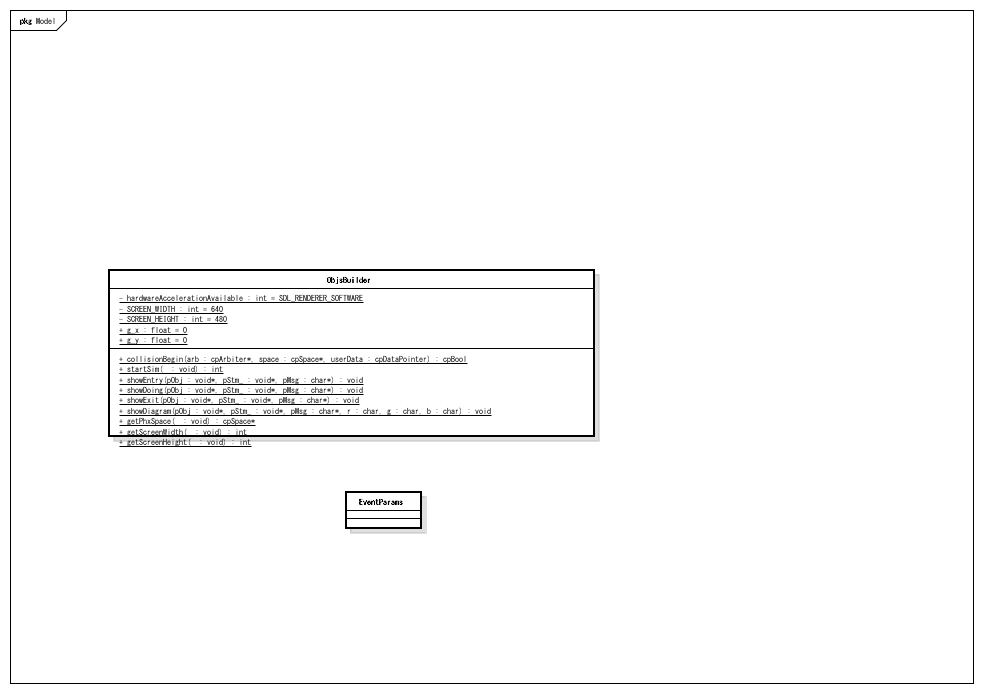 pkg Model
ObjsBuilder
- hardwareAccelerationAvailable : int = SDL_RENDERER_SOFTWARE
- SCREEN_WIDTH : int = 640
- SCREEN_HEIGHT : int = 480
+ g_x : float = 0
+ g_y : float = 0
+ collisionBegin(arb : cpArbiter*, space : cpSpace*, userData : cpDataPointer) : cpBool
+ startSim( : void) : int
+ showEntry(pObj : void*, pStm_ : void*, pMsg : char*) : void
+ showDoing(pObj : void*, pStm_ : void*, pMsg : char*) : void
+ showExit(pObj : void*, pStm_ : void*, pMsg : char*) : void
+ showDiagram(pObj : void*, pStm_ : void*, pMsg : char*, r : char, g : char, b : char) : void
+ getPhxSpace( : void) : cpSpace*
+ getScreenWidth( : void) : int
+ getScreenHeight( : void) : int
EventParams